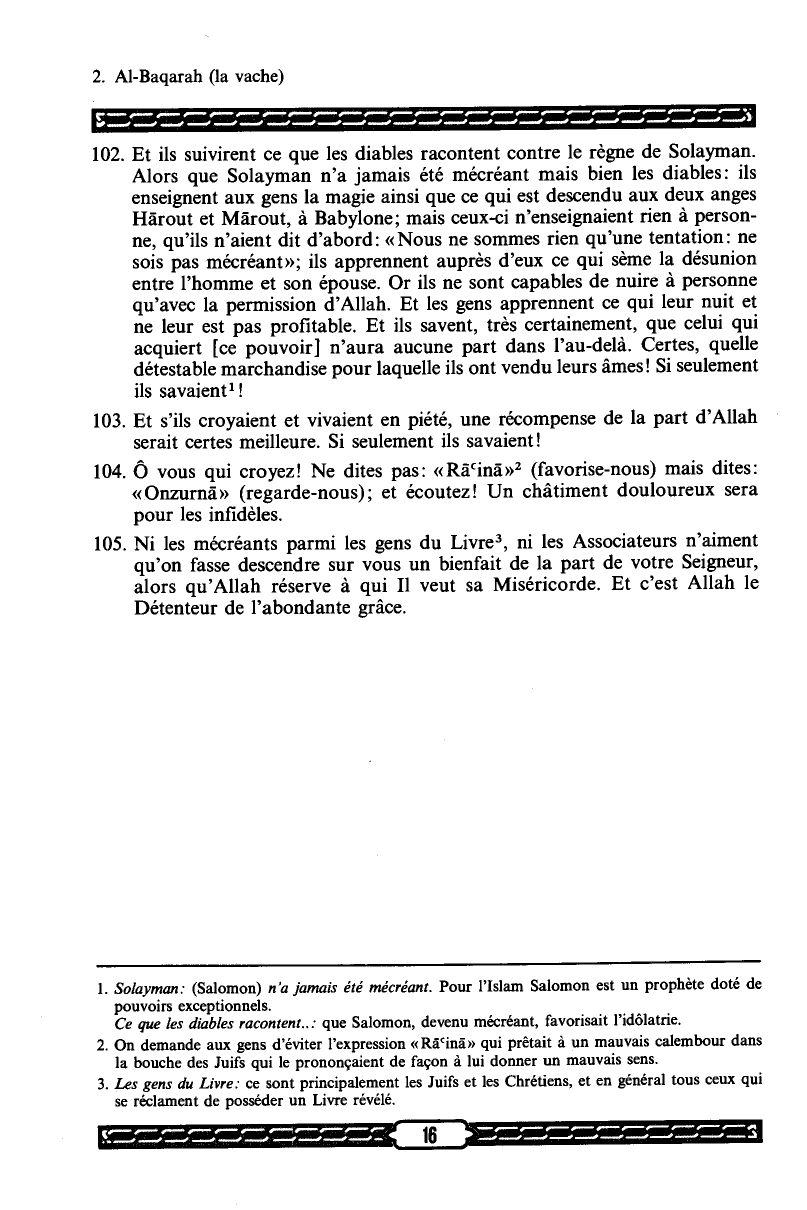 2. Al-Baqarah (la vache)
102. Et ils suivirent ce que les diables racontent contre le règne de Solayman.
Alors que Solayman n'a jamais été mécréant mais bien les diables: ils
enseignent aux gens la magie ainsi que ce qui est descendu aux deux anges
Hārout et Mārout, à Babylone; mais ceux-ci n'enseignaient rien à person-
ne, qu'ils n'aient dit d'abord: «Nous ne sommes rien qu'une tentation: ne
sois pas mécréant»; ils apprennent auprès d'eux ce qui sème la désunion
entre l'homme et son épouse. Or ils ne sont capables de nuire à personne
qu'avec la permission d'Allah. Et les gens apprennent ce qui leur nuit et
ne leur est pas profitable. Et ils savent, très certainement, que celui qui
acquiert [ce pouvoir] n'aura aucune part dans l'au-delà. Certes, quelle
détestable marchandise pour laquelle ils ont vendu leurs âmes! Si seulement
ils savaient¹!
103. Et s'ils croyaient et vivaient en piété, une récompense de la part d'Allah
serait certes meilleure. Si seulement ils savaient!
104. Ô vous qui croyez! Ne dites pas: «Rāʿinā»² (favorise-nous) mais dites:
«Onzurnā» (regarde-nous); et écoutez! Un châtiment douloureux sera
pour les infidèles.
105. Ni les mécréants parmi les gens du Livre³, ni les Associateurs n'aiment
qu'on fasse descendre sur vous un bienfait de la part de votre Seigneur,
alors qu'Allah réserve à qui Il veut sa Miséricorde. Et c'est Allah le
Détenteur de l'abondante grâce.
1. Solayman: (Salomon) n'a jamais été mécréant. Pour l'Islam Salomon est un prophète doté de
pouvoirs exceptionnels.
Ce que les diables racontent..: que Salomon, devenu mécréant, favorisait l'idôlatrie.
2. On demande aux gens d'éviter l'expression «Rāʿinā» qui prêtait à un mauvais calembour dans
la bouche des Juifs qui le prononçaient de façon à lui donner un mauvais sens.
3. Les gens du Livre: ce sont principalement les Juifs et les Chrétiens, et en général tous ceux qui
se réclament de posséder un Livre révélé.
16